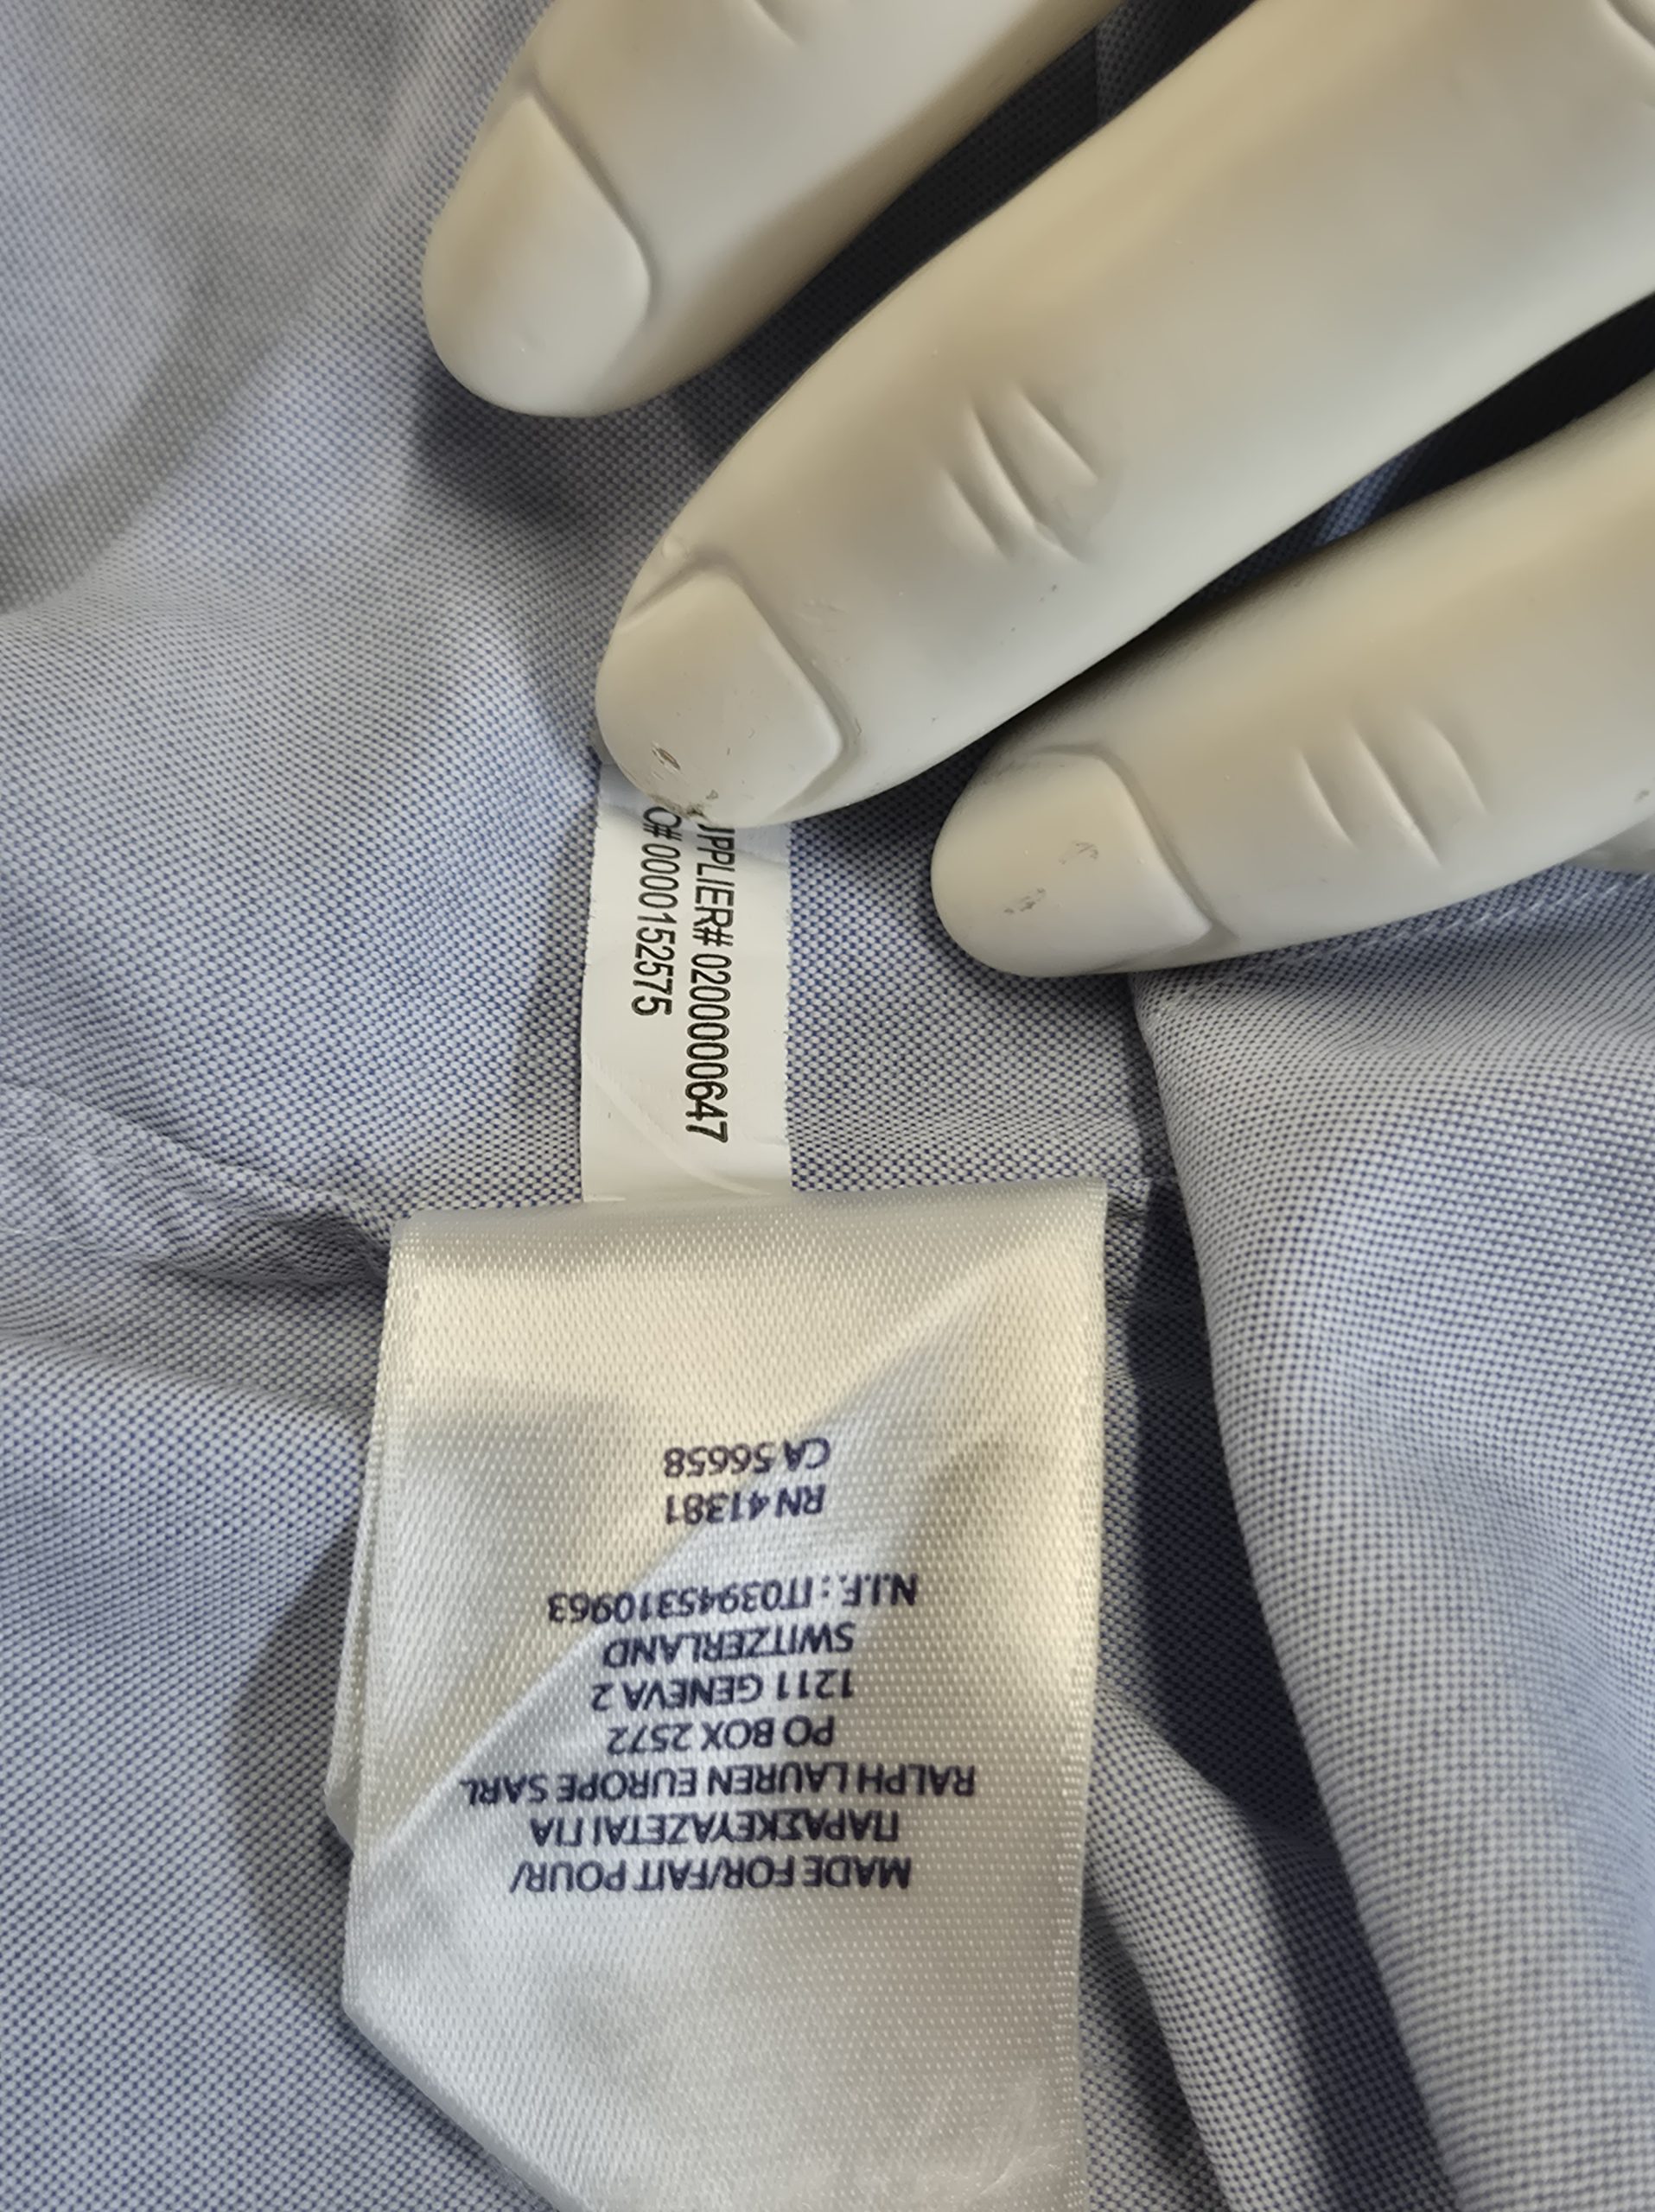 UPPLIER# 0200000647
O# 0000152575
MADE FOR/FAIT POUR/
ΠΑΡΑΣΚΕΥΑΖΕΤΑΙ ΓΙΑ
RALPH LAUREN EUROPE SARL
PO BOX 2572
1211 GENEVA 2
SWITZERLAND
N.I.F.: IT03945310963
RN 41381
CA 56658